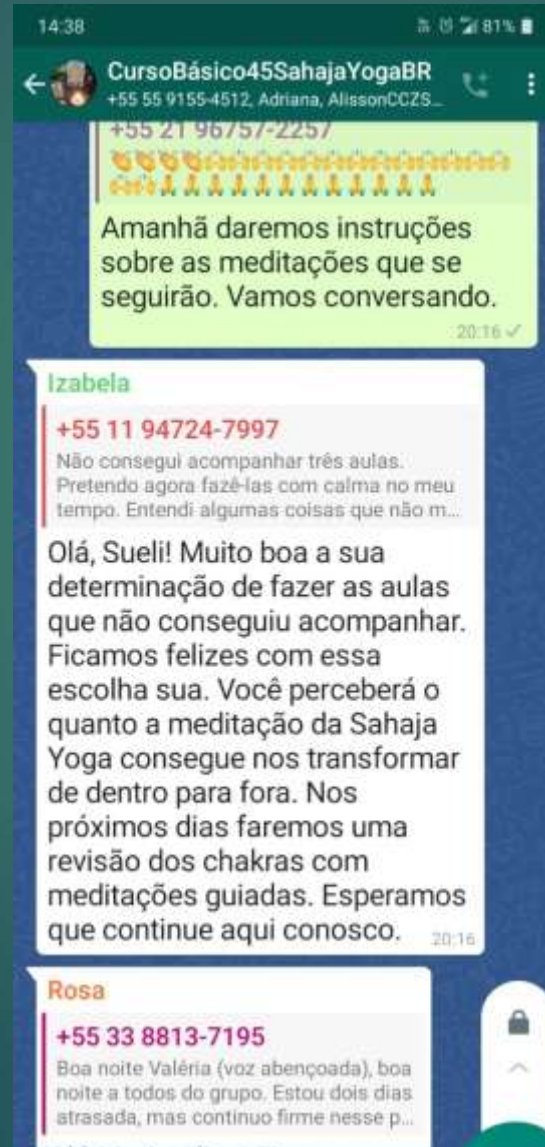 14:38 81%
CursoBásico45SahajaYogaBR
+55 55 9155-4512, Adriana, AlissonCCZS...
+55 21 96757-2257
Amanhã daremos instruções
sobre as meditações que se
seguirão. Vamos conversando.
20:16
Izabela
+55 11 94724-7997
Não consegui acompanhar três aulas.
Pretendo agora fazê-las com calma no meu
tempo. Entendi algumas coisas que não m...
Olá, Sueli! Muito boa a sua
determinação de fazer as aulas
que não conseguiu acompanhar.
Ficamos felizes com essa
escolha sua. Você perceberá o
quanto a meditação da Sahaja
Yoga consegue nos transformar
de dentro para fora. Nos
próximos dias faremos uma
revisão dos chakras com
meditações guiadas. Esperamos
que continue aqui conosco. 20:16
Rosa
+55 33 8813-7195
Boa noite Valéria (voz abençoada), boa
noite a todos do grupo. Estou dois dias
atrasada, mas continuo firme nesse p...